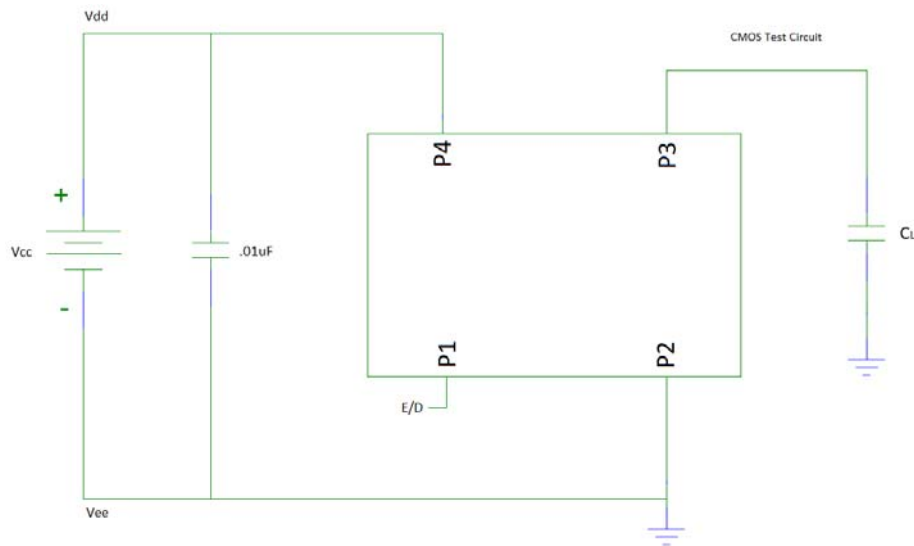 Vdd
CMOS Test Circuit
P4
P3
+
Vcc
.01uF
CL
-
P1
P2
E/D
Vee